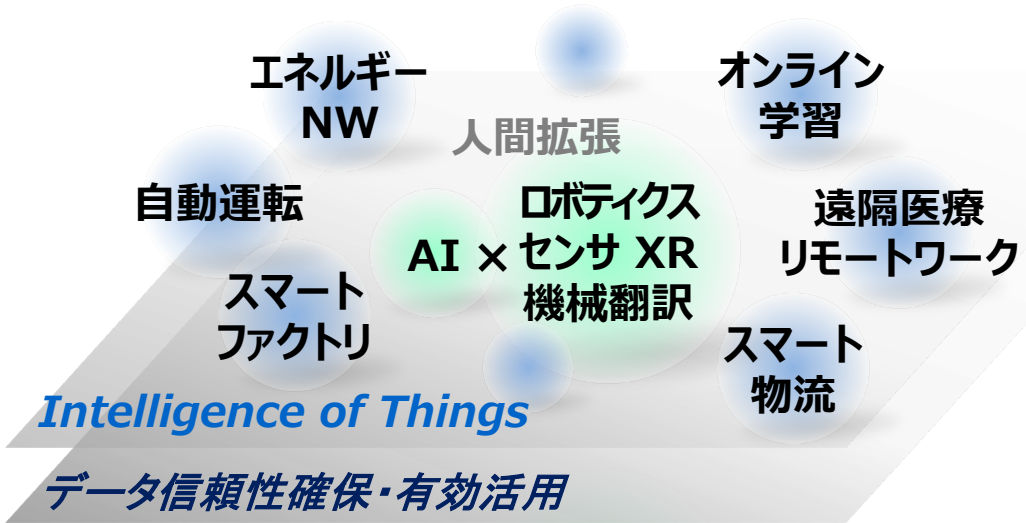 エネルギー
NW
オンライン
学習
人間拡張
自動運転
ロボティクス
AI × センサ XR
機械翻訳
遠隔医療
リモートワーク
スマート
ファクトリ
スマート
物流
Intelligence of Things
データ信頼性確保・有効活用